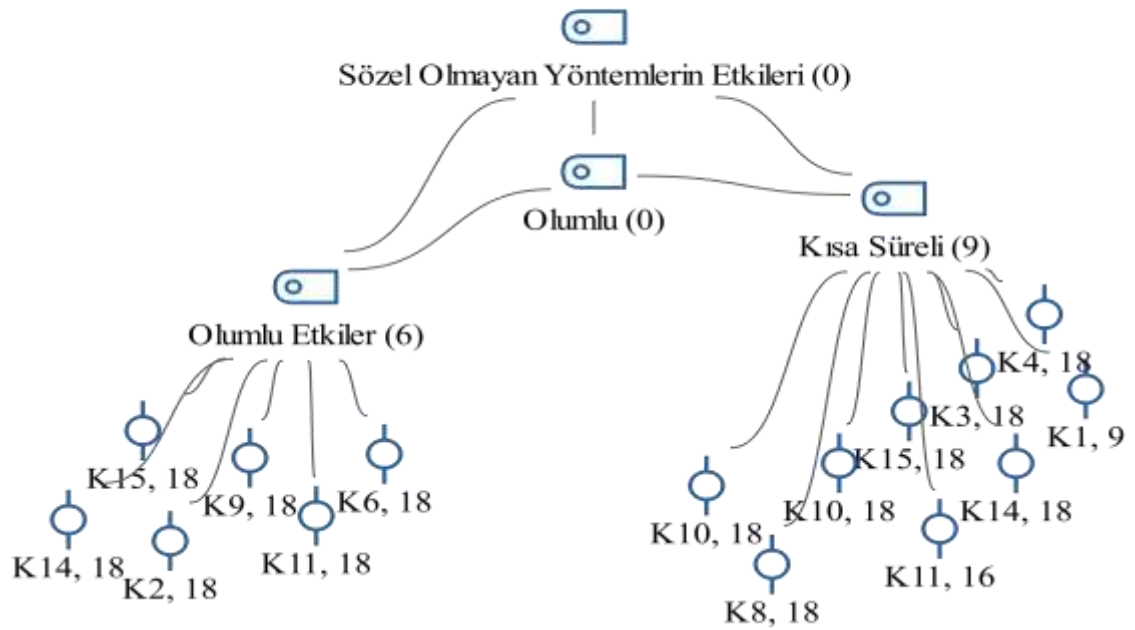 Sözel Olmayan Yöntemlerin Etkileri (0)
Olumlu (0)
Kısa Süreli (9)
Olumlu Etkiler (6)
K4, 18
K3, 18
K1, 9
K15, 18
K15, 18
K9, 18
K6, 18
K10, 18
K14, 18
K10, 18
K14, 18
K2, 18
K11, 18
K11, 16
K8, 18